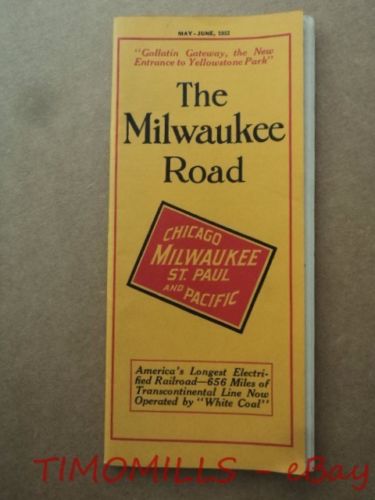 MAY-JUNE, 1932
"Gallatin Gateway, the New
Entrance to Yellowstone Park"
The
Milwaukee
Road
CHICAGO
MILWAUKEE
ST. PAUL
AND PACIFIC
America's Longest Electri-
fied Railroad—656 Miles of
Transcontinental Line Now
Operated by "White Coal"
TIMOMILLS - eBay